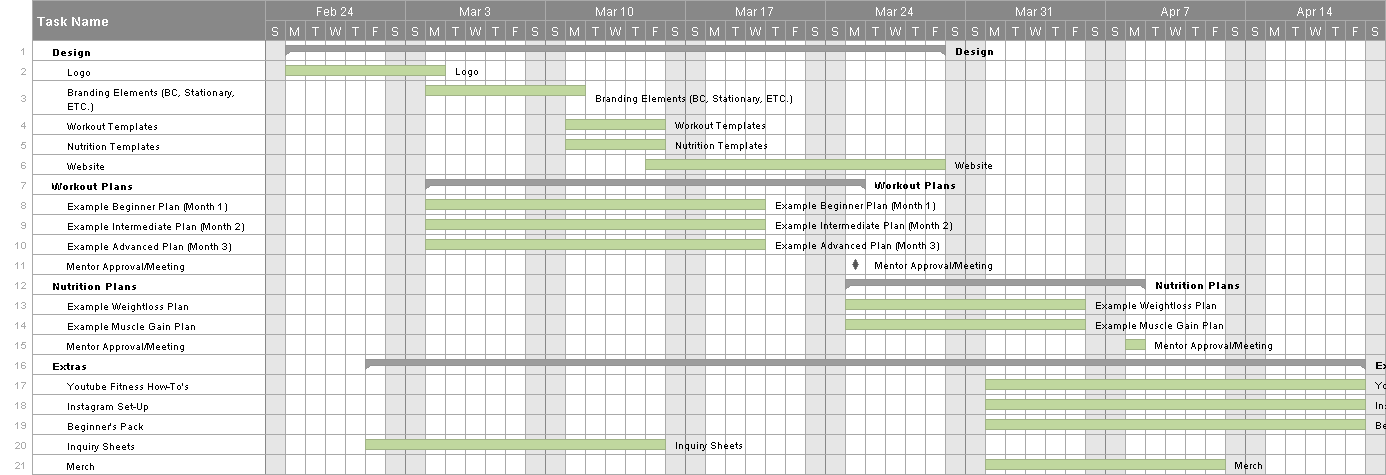 Task Name
Feb 24 Mar 3 Mar 10 Mar 17 Mar 24 Mar 31 Apr 7 Apr 14
S M T W T F S S M T W T F S S M T W T F S S M T W T F S S M T W T F S S M T W T F S S M T W T F S S M T W T F S
1 Design Design
2 Logo Logo
3 Branding Elements (BC, Stationary,
ETC.) Branding Elements (BC, Stationary, ETC.)
4 Workout Templates Workout Templates
5 Nutrition Templates Nutrition Templates
6 Website Website
7 Workout Plans Workout Plans
8 Example Beginner Plan (Month 1) Example Beginner Plan (Month 1)
9 Example Intermediate Plan (Month 2) Example Intermediate Plan (Month 2)
10 Example Advanced Plan (Month 3) Example Advanced Plan (Month 3)
11 Mentor Approval/Meeting Mentor Approval/Meeting
12 Nutrition Plans Nutrition Plans
13 Example Weightloss Plan Example Weightloss Plan
14 Example Muscle Gain Plan Example Muscle Gain Plan
15 Mentor Approval/Meeting Mentor Approval/Meeting
16 Extras
17 Youtube Fitness How-To's
18 Instagram Set-Up
19 Beginner's Pack
20 Inquiry Sheets Inquiry Sheets
21 Merch Merch